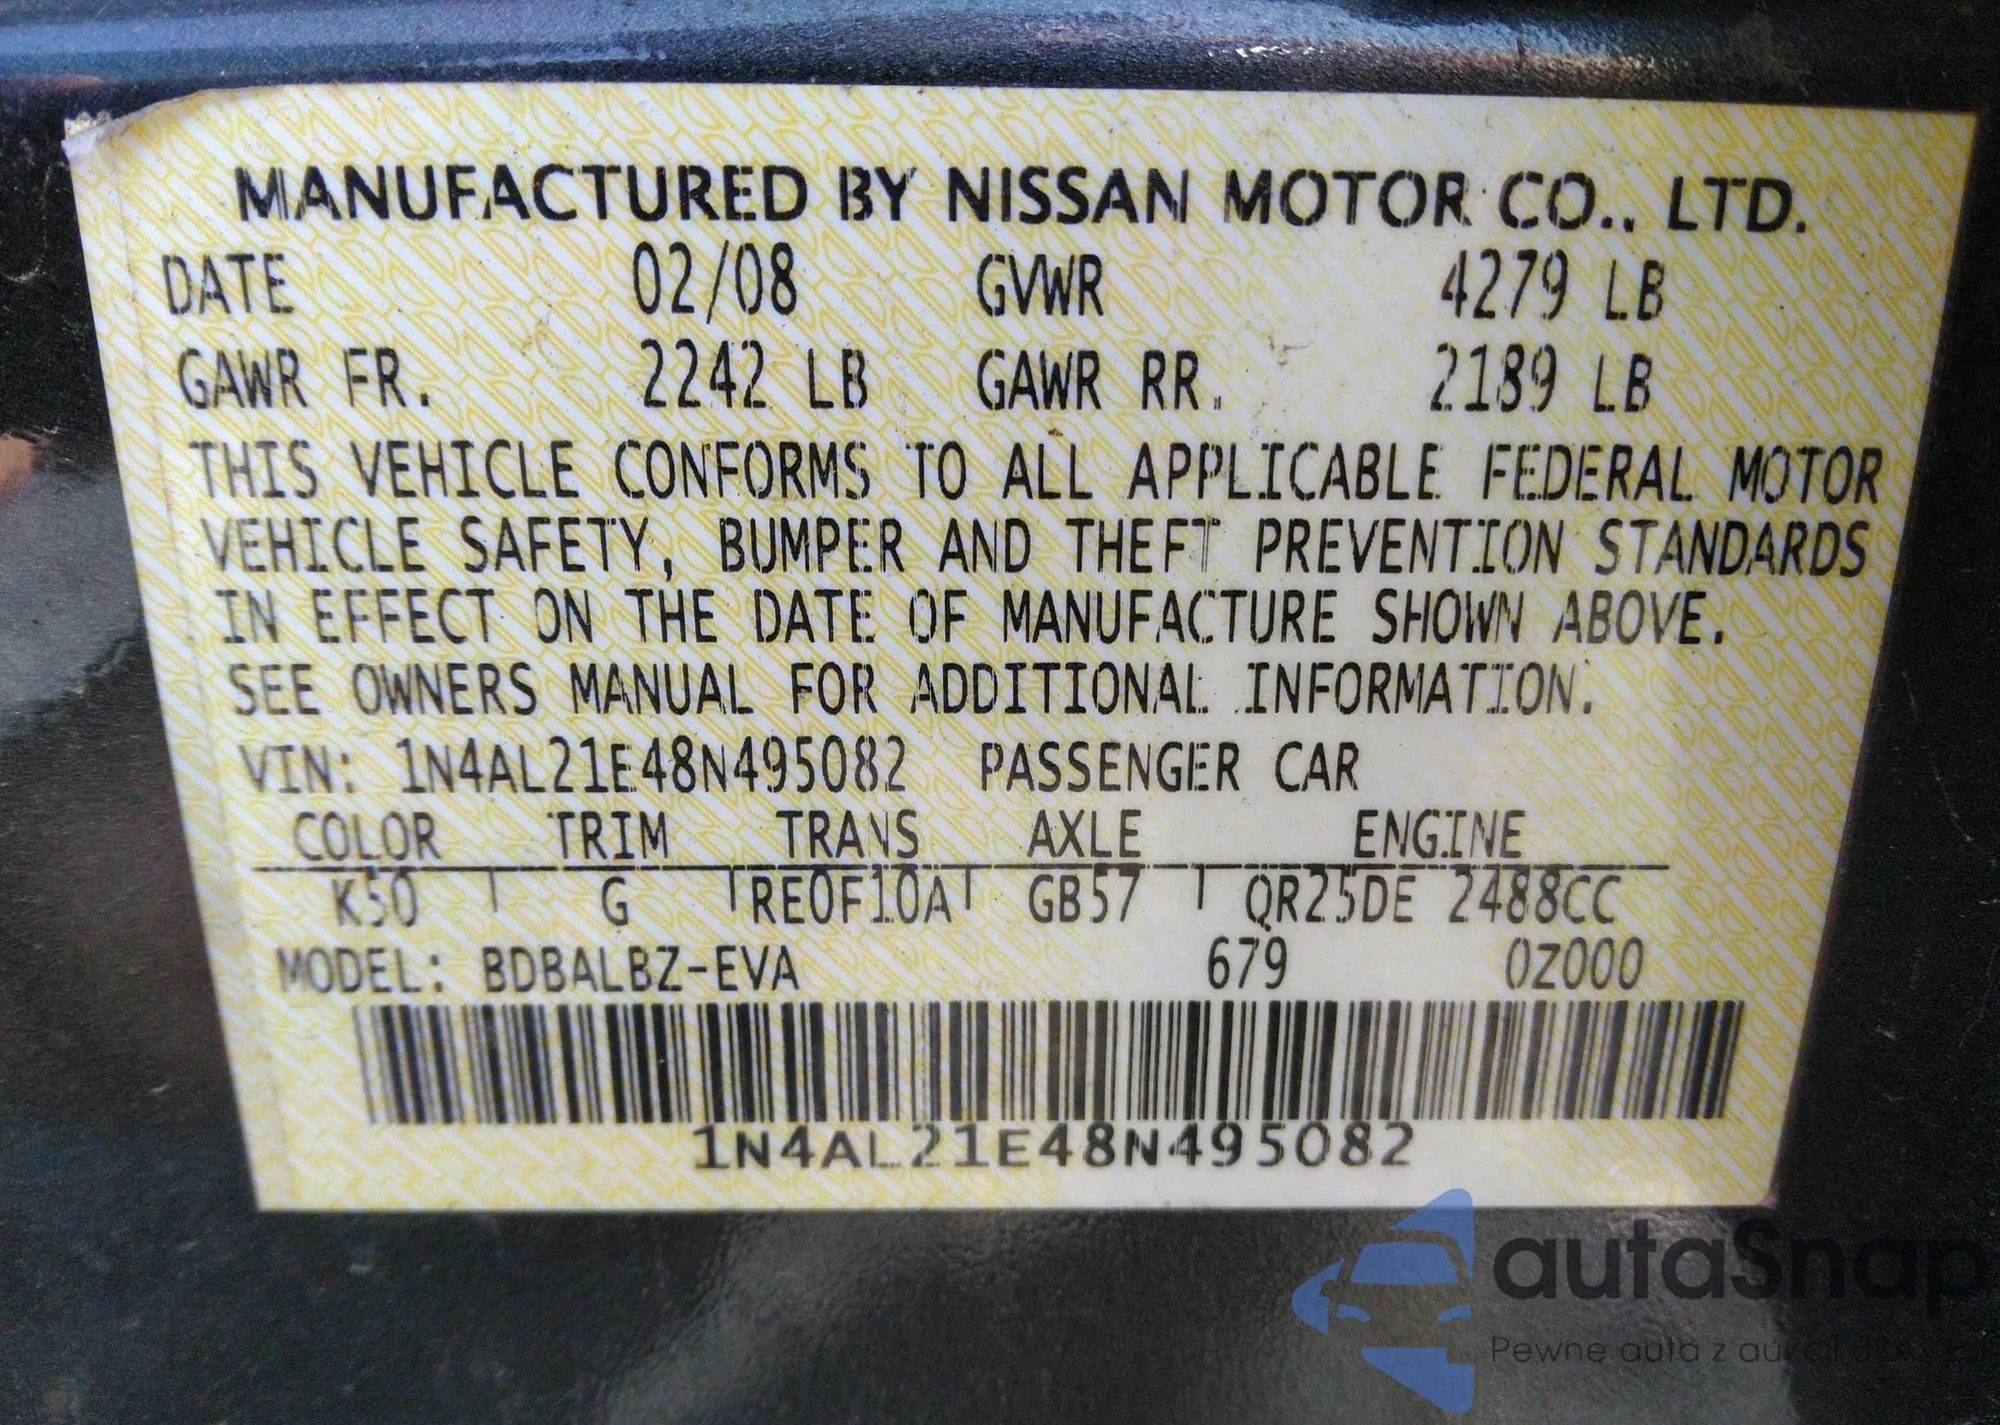 MANUFACTURED BY NISSAN MOTOR CO., LTD.
DATE 02/08 GVWR 4279 LB
GAWR FR. 2242 LB GAWR RR. 2189 LB
THIS VEHICLE CONFORMS TO ALL APPLICABLE FEDERAL MOTOR
VEHICLE SAFETY, BUMPER AND THEFT PREVENTION STANDARDS
IN EFFECT ON THE DATE OF MANUFACTURE SHOWN ABOVE.
SEE OWNERS MANUAL FOR ADDITIONAL INFORMATION.
VIN: 1N4AL21E48N495082 PASSENGER CAR
COLOR TRIM TRANS AXLE ENGINE
K50 G RE0F10A GB57 QR25DE 2488CC
MODEL: BDBALBZ-EVA 679 0Z000
1N4AL21E48N495082
autaSnap
Pewne auta z